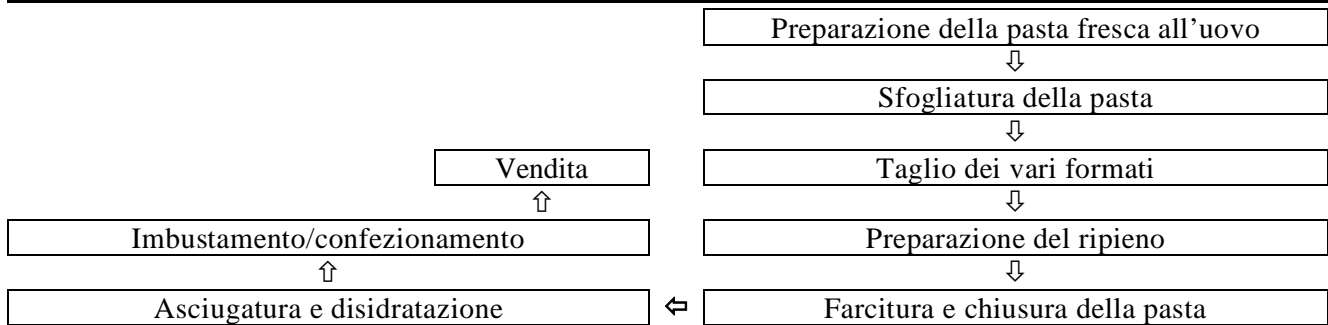 Preparazione della pasta fresca all’uovo
⇩
Sfogliatura della pasta
⇩
Vendita Taglio dei vari formati
⇧ ⇩
Imbustamento/confezionamento Preparazione del ripieno
⇧ ⇩
Asciugatura e disidratazione ⇦ Farcitura e chiusura della pasta